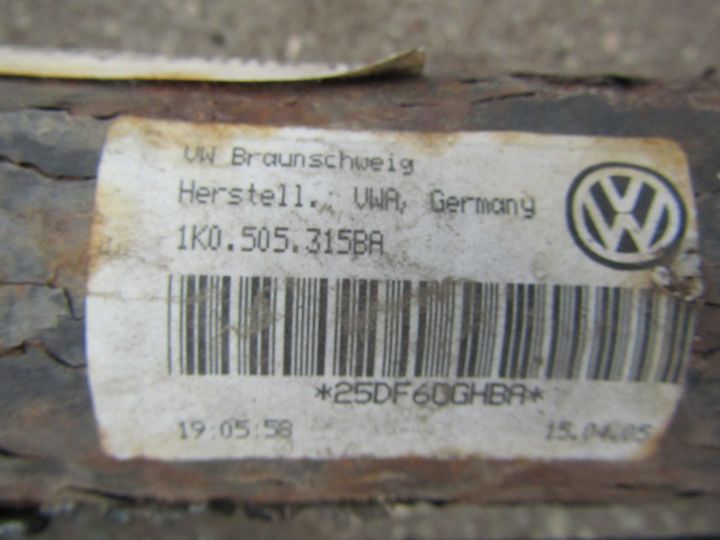 VW Braunschweig
Herstell. VWA, Germany
1K0.505.315BA
*25DF60GHBA*
19:05:58 15.04.05